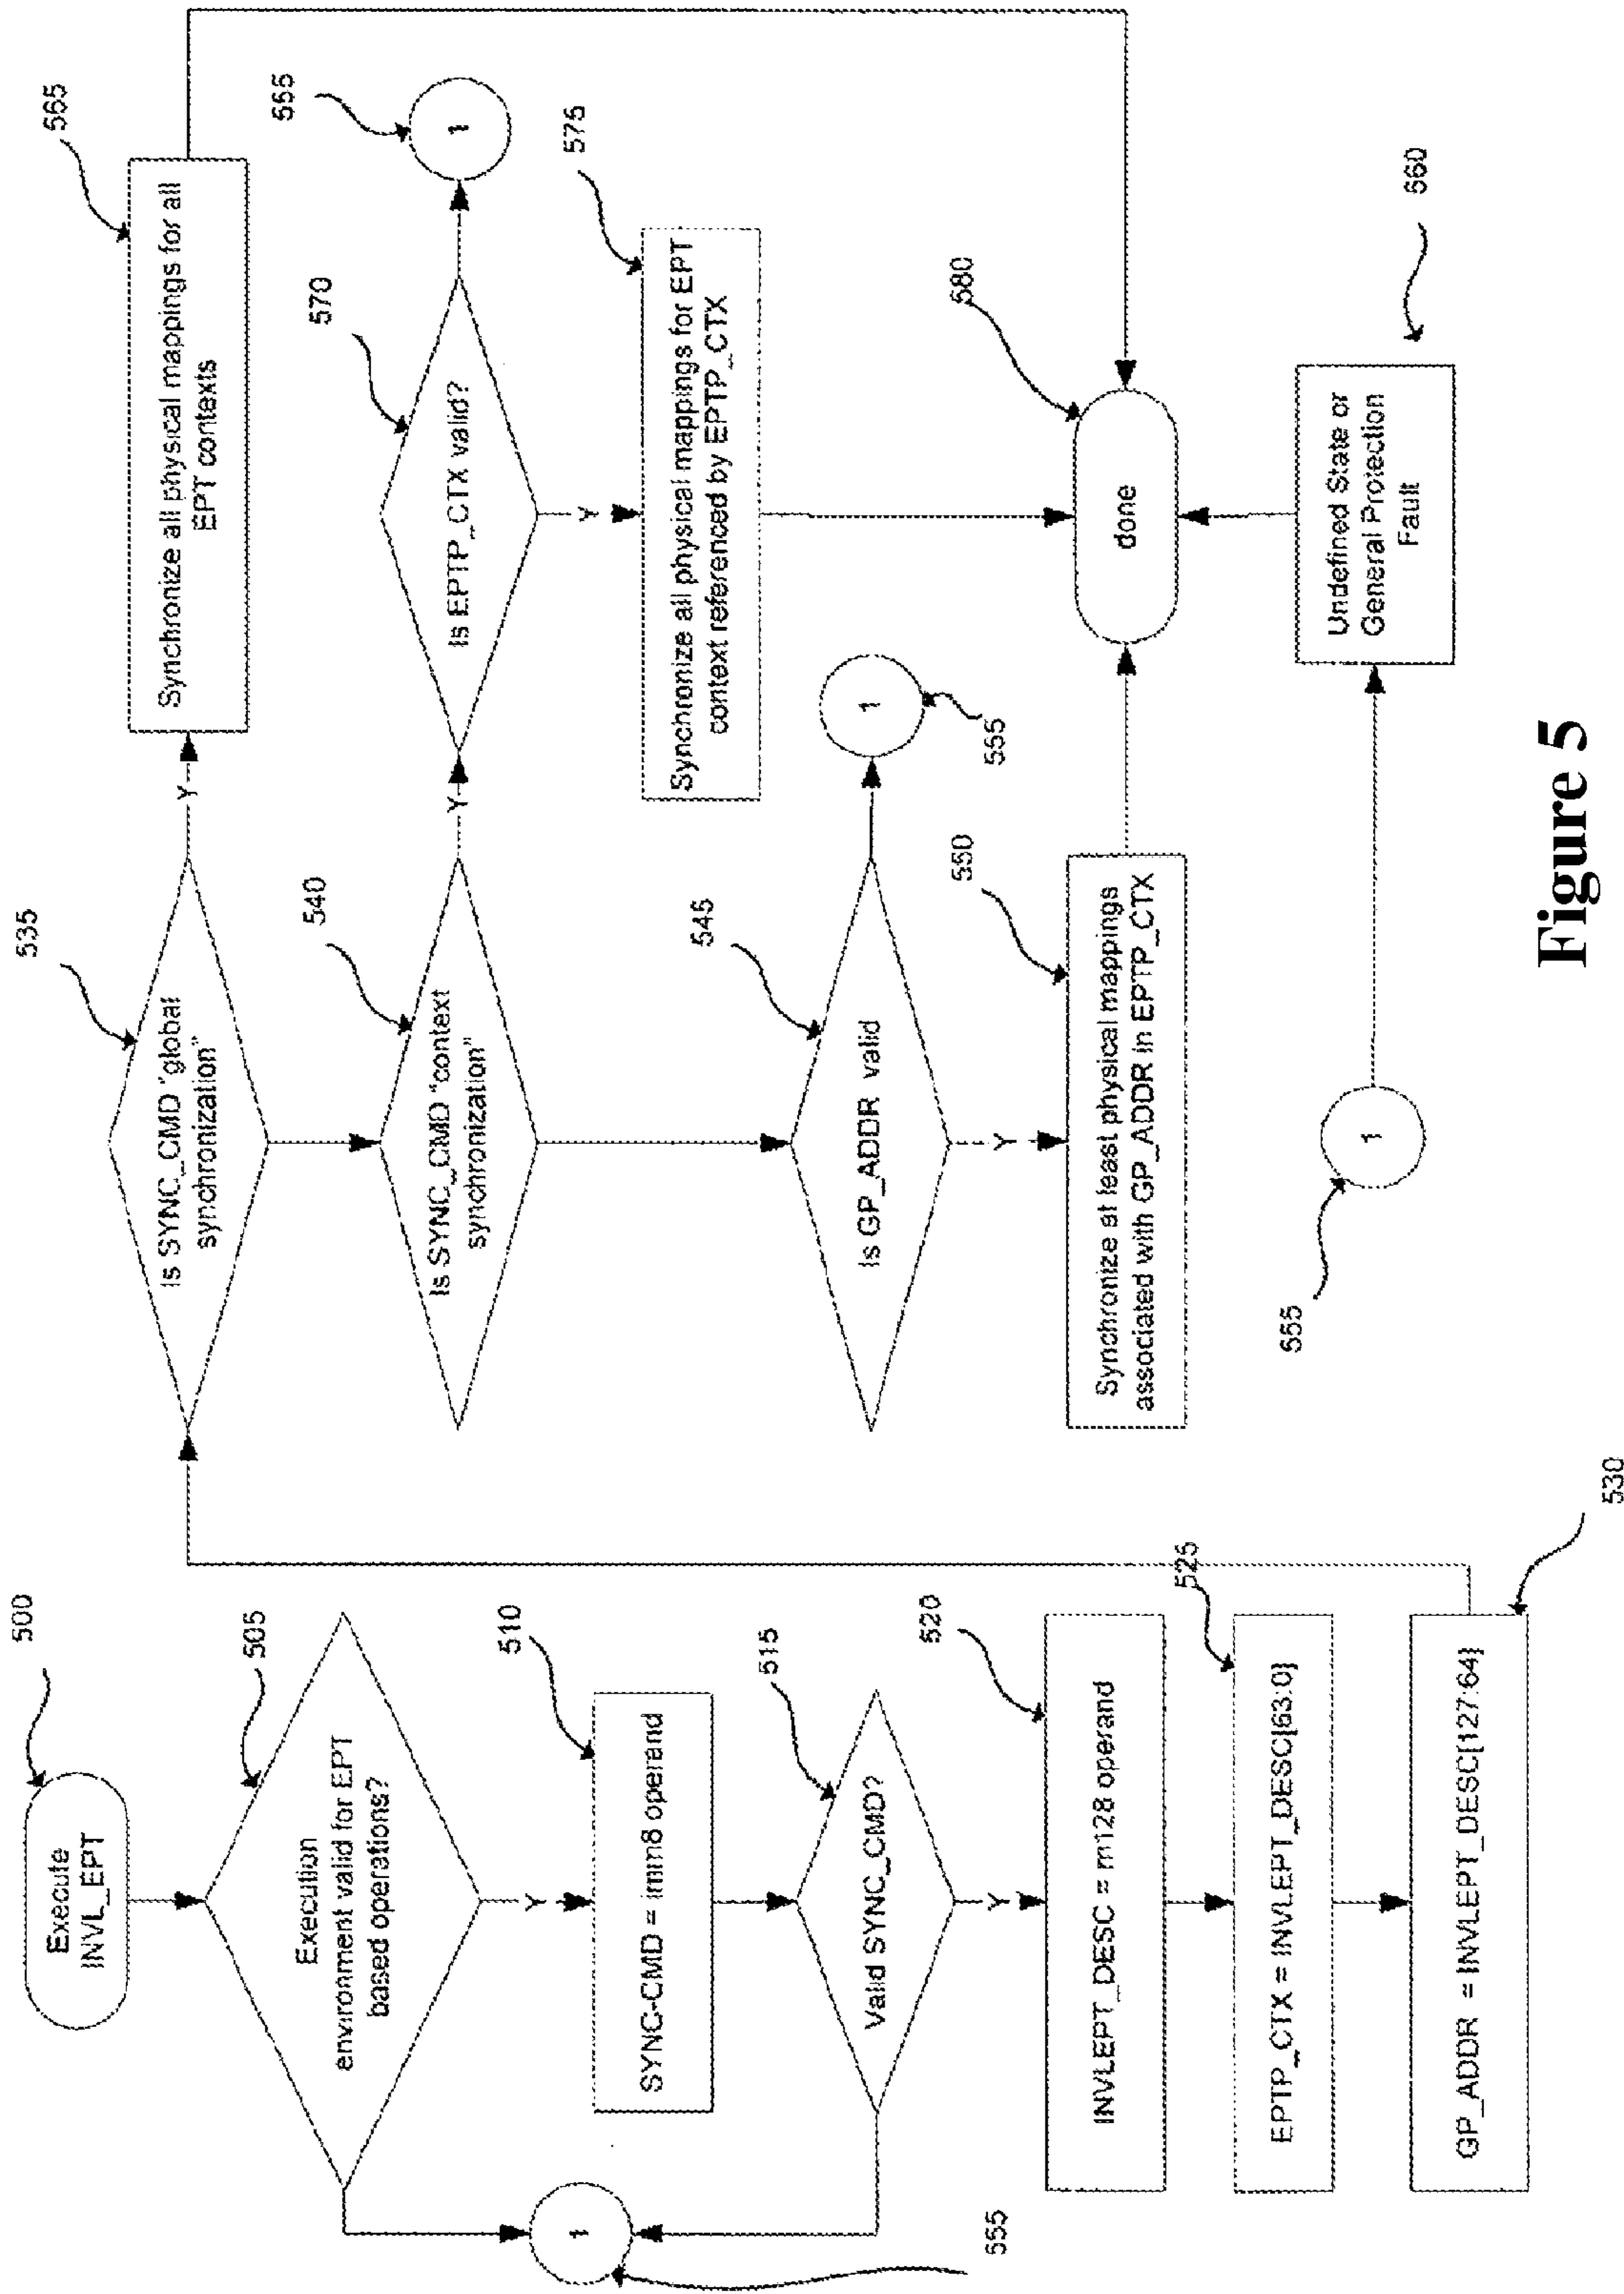 500
Execute
INVL_EPT
505
Execution
environment valid for EPT
based operations?
Y
510
SYNC-CMD = imm8 operand
515
Valid SYNC_CMD?
Y
520
INVLEPT_DESC = m128 operand
525
EPTP_CTX = INVLEPT_DESC[63:0]
GP_ADDR = INVLEPT_DESC[127:64]
530
1
555
535
Is SYNC_CMD "global
synchronization"
Y
565
Synchronize all physical mappings for all
EPT contexts
540
Is SYNC_CMD "context
synchronization"
Y
570
Is EPTP_CTX valid?
1
555
Y
575
Synchronize all physical mappings for EPT
context referenced by EPTP_CTX
545
Is GP_ADDR valid
1
555
Y
550
Synchronize at least physical mappings
associated with GP_ADDR in EPTP_CTX
580
done
555
1
Undefined State or
General Protection
Fault
560
Figure 5